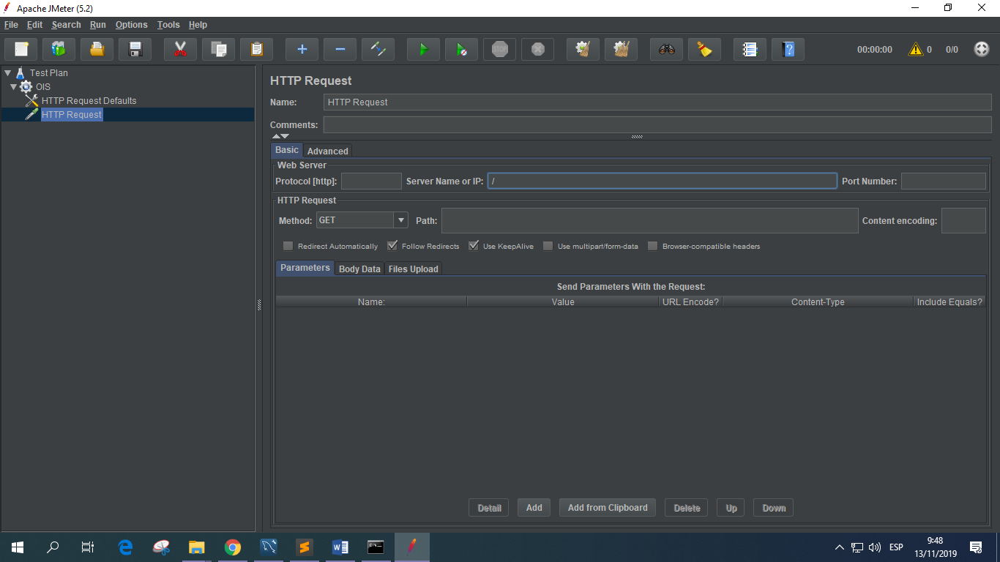 Apache JMeter (5.2)
File Edit Search Run Options Tools Help
STOP 00:00:00 0 0/0
Test Plan
OIS
HTTP Request Defaults
HTTP Request
HTTP Request
Name: HTTP Request
Comments:
Basic Advanced
Web Server
Protocol [http]: Server Name or IP: / Port Number:
HTTP Request
Method: GET Path: Content encoding:
Redirect Automatically Follow Redirects Use KeepAlive Use multipart/form-data Browser-compatible headers
Parameters Body Data Files Upload
Send Parameters With the Request:
Name: Value URL Encode? Content-Type Include Equals?
Detail Add Add from Clipboard Delete Up Down
ESP 9:48
13/11/2019